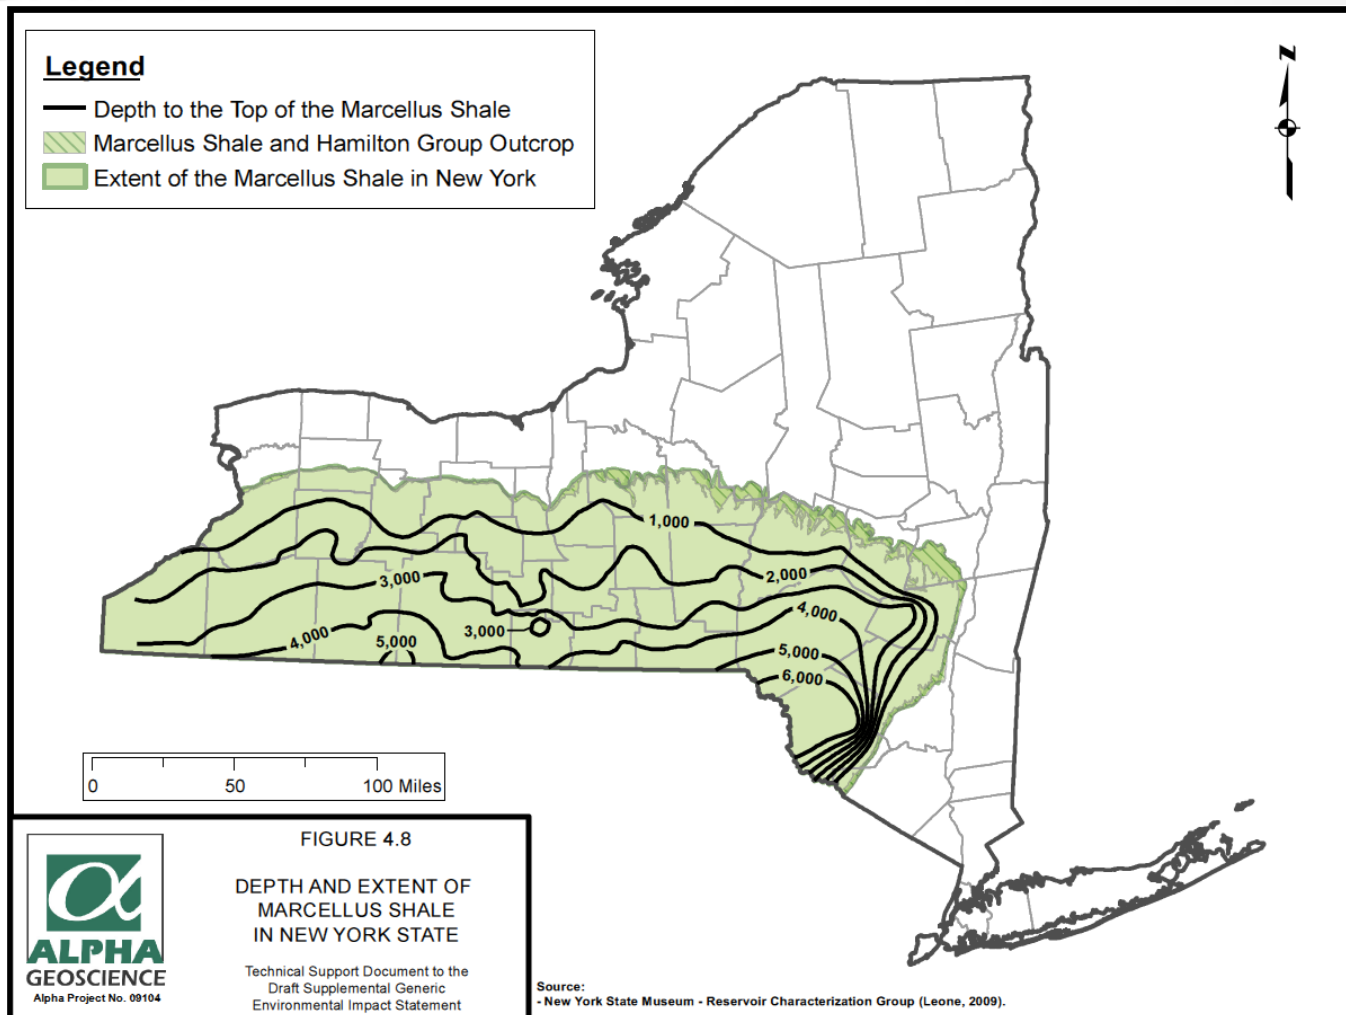 Legend
Depth to the Top of the Marcellus Shale
Marcellus Shale and Hamilton Group Outcrop
Extent of the Marcellus Shale in New York
N
1,000
2,000
3,000
4,000
4,000
5,000
3,000
5,000
6,000
0 50 100 Miles
FIGURE 4.8
DEPTH AND EXTENT OF
MARCELLUS SHALE
IN NEW YORK STATE
α
ALPHA
GEOSCIENCE
Alpha Project No. 09104
Technical Support Document to the
Draft Supplemental Generic
Environmental Impact Statement
Source:
- New York State Museum - Reservoir Characterization Group (Leone, 2009).